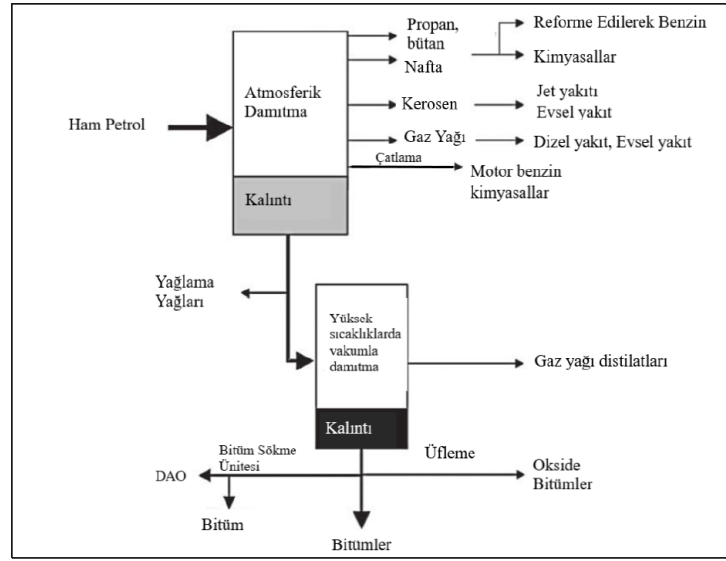 Propan,
bütan
Nafta
Reforme Edilerek Benzin
Kimyasallar
Atmosferik
Damıtma
Ham Petrol
Kerosen
Jet yakıtı
Evsel yakıt
Gaz Yağı
Dizel yakıt, Evsel yakıt
Çatlama
Motor benzin
kimyasallar
Kalıntı
Yağlama
Yağları
Yüksek
sıcaklıklarda
vakumla
damıtma
Gaz yağı distilatları
Kalıntı
Bitüm Sökme
Ünitesi
Üfleme
DAO
Okside
Bitümler
Bitüm
Bitümler